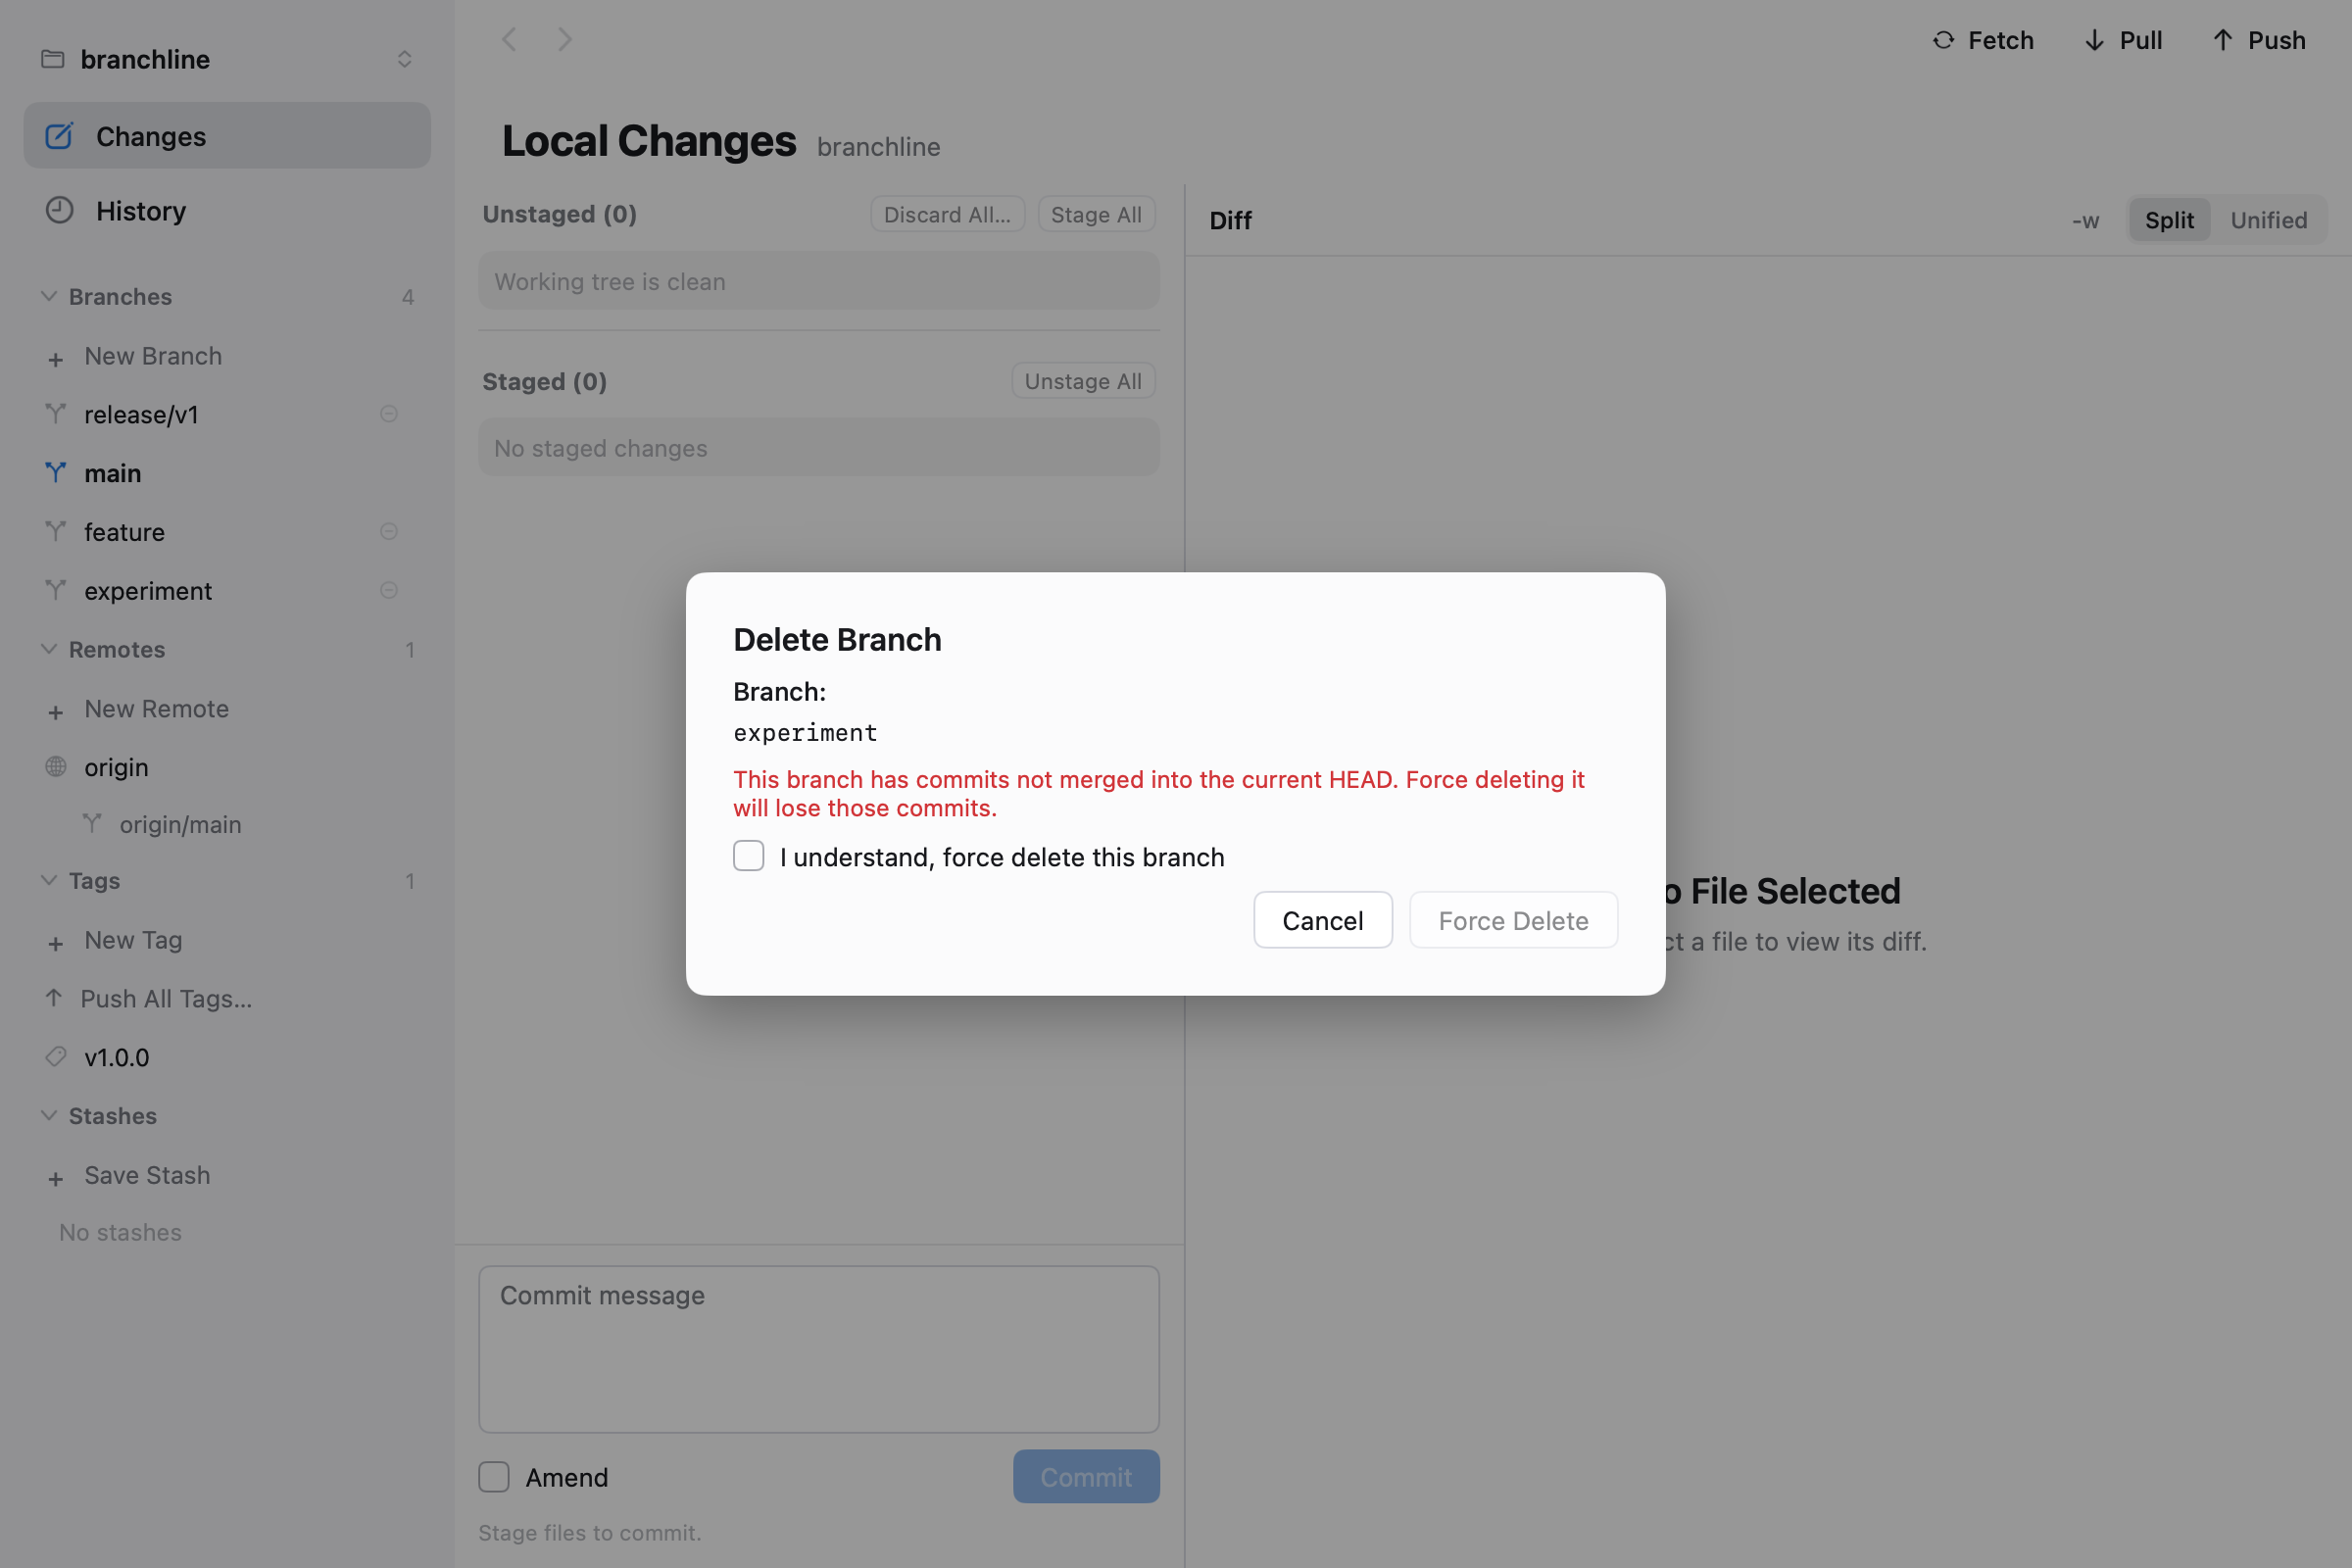 branchline
Changes
History
Branches 4
+ New Branch
release/v1
main
feature
experiment
Remotes 1
+ New Remote
origin
origin/main
Tags 1
+ New Tag
Push All Tags...
v1.0.0
Stashes
+ Save Stash
No stashes
Fetch Pull Push
Local Changes branchline
Unstaged (0) Discard All... Stage All
Working tree is clean
Staged (0) Unstage All
No staged changes
Diff -w Split Unified
File Selected
a file to view its diff.
Delete Branch
Branch:
experiment
This branch has commits not merged into the current HEAD. Force deleting it
will lose those commits.
I understand, force delete this branch
Cancel Force Delete
Commit message
Amend Commit
Stage files to commit.